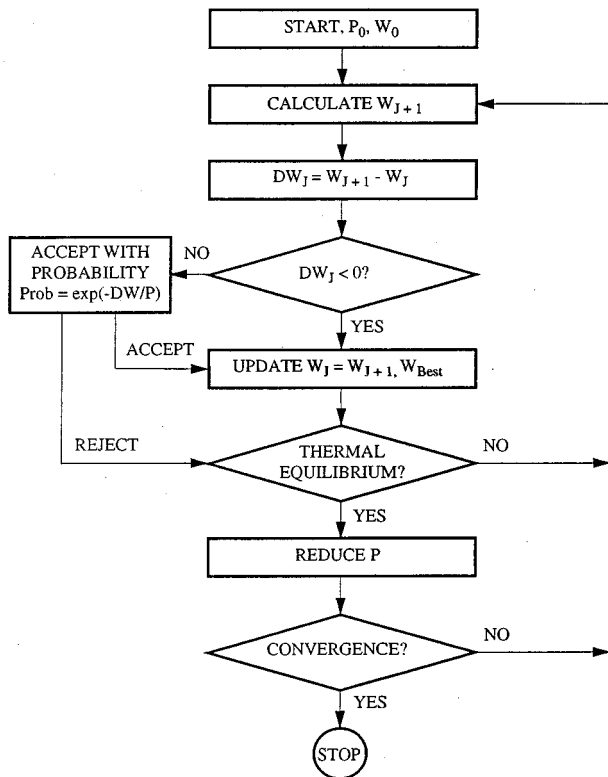 START, P0, W0
CALCULATE WJ + 1
DWJ = WJ + 1 - WJ
ACCEPT WITH
PROBABILITY
Prob = exp(-DW/P)
NO
DWJ < 0?
YES
ACCEPT
UPDATE WJ = WJ + 1, WBest
REJECT
THERMAL
EQUILIBRIUM?
NO
YES
REDUCE P
CONVERGENCE?
NO
YES
STOP